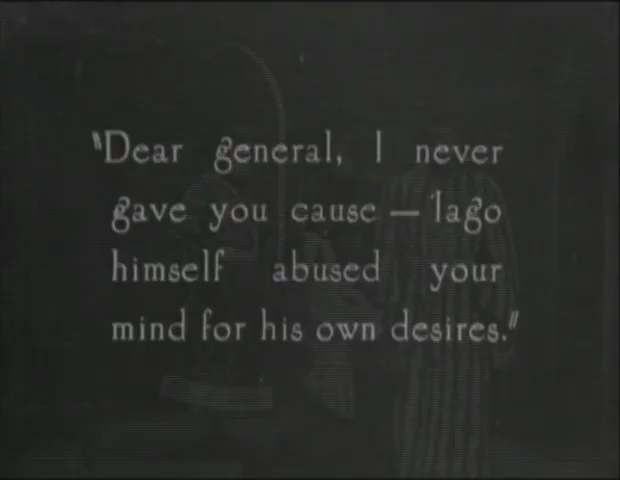 "Dear general, I never
gave you cause — Iago
himself abused your
mind for his own desires."